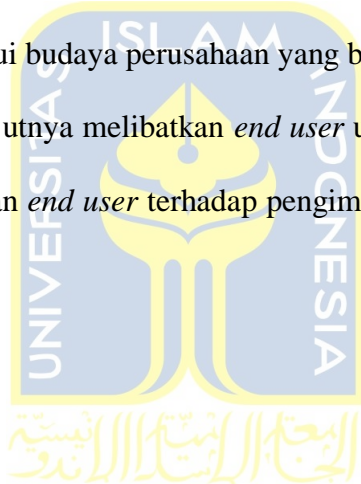 ISLAM
ui budaya perusahaan yang b
utnya melibatkan end user u
an end user terhadap pengim
UNIVERSITAS
INDONESIA